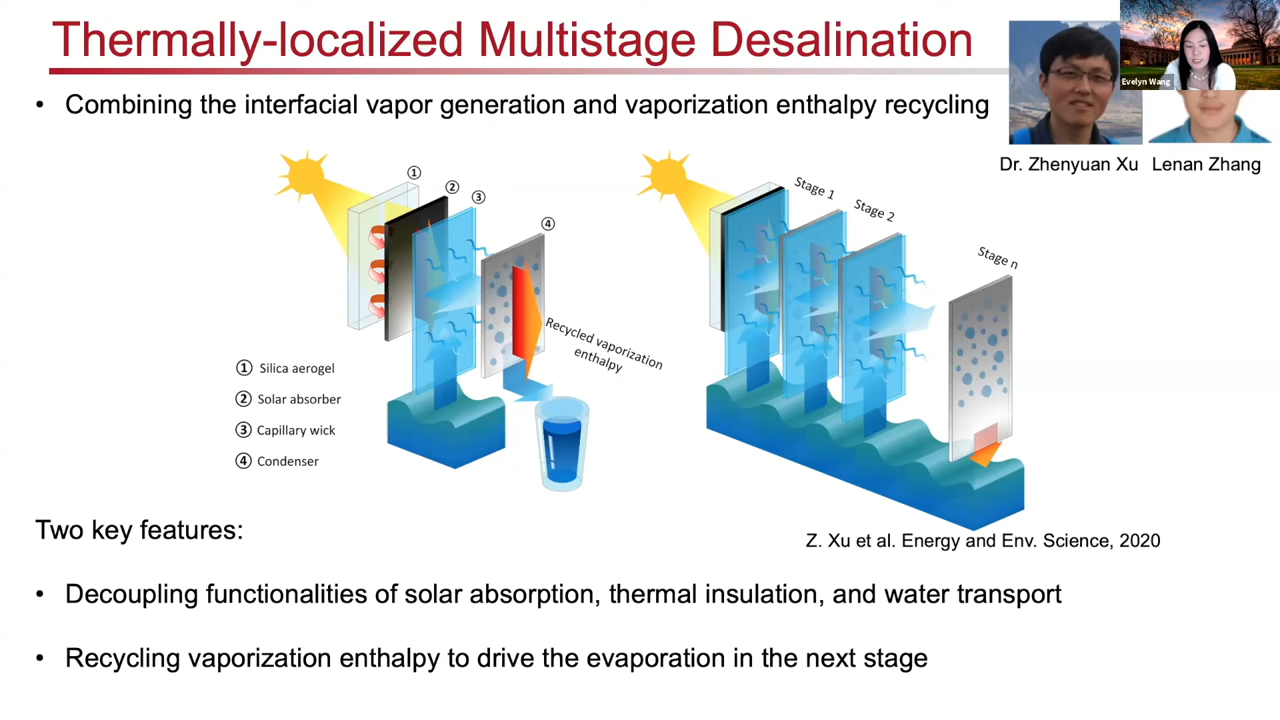 Thermally-localized Multistage Desalination
Evelyn Wang
• Combining the interfacial vapor generation and vaporization enthalpy recycling
Dr. Zhenyuan Xu
Lenan Zhang
①
②
③
④
Recycled vaporization
enthalpy
① Silica aerogel
② Solar absorber
③ Capillary wick
④ Condenser
Stage 1
Stage 2
Stage n
Z. Xu et al. Energy and Env. Science, 2020
Two key features:
• Decoupling functionalities of solar absorption, thermal insulation, and water transport
• Recycling vaporization enthalpy to drive the evaporation in the next stage